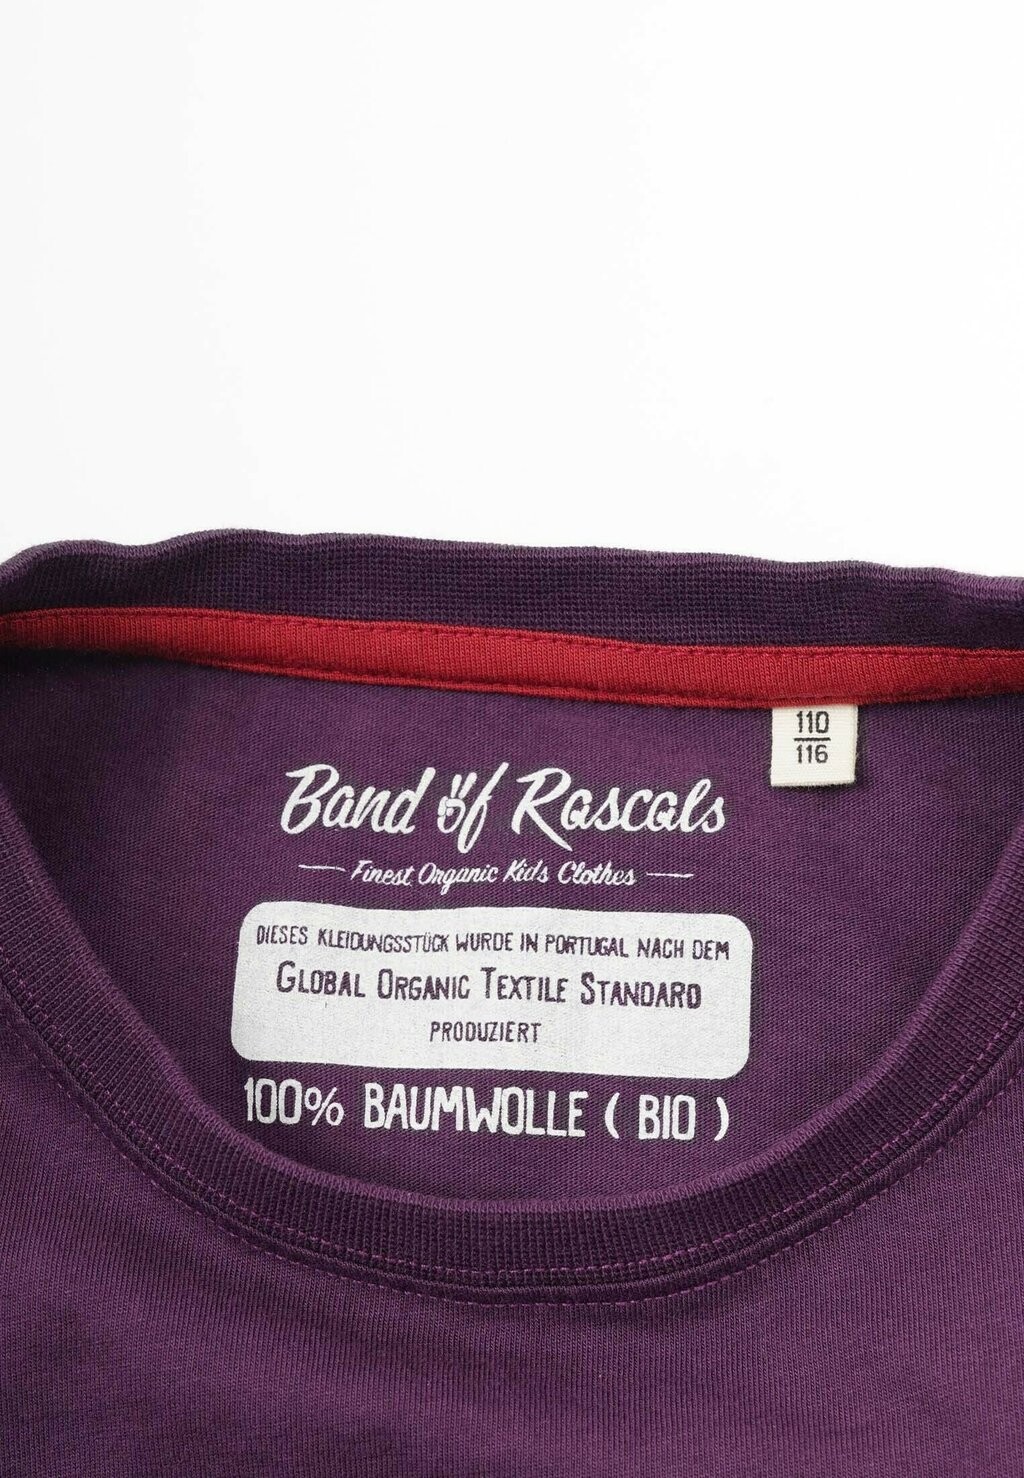 110
116
Band of Rascals
Finest Organic Kids Clothes
DIESES KLEIDUNGSSTÜCK WURDE IN PORTUGAL NACH DEM
GLOBAL ORGANIC TEXTILE STANDARD
PRODUZIERT
100% BAUMWOLLE ( BIO )